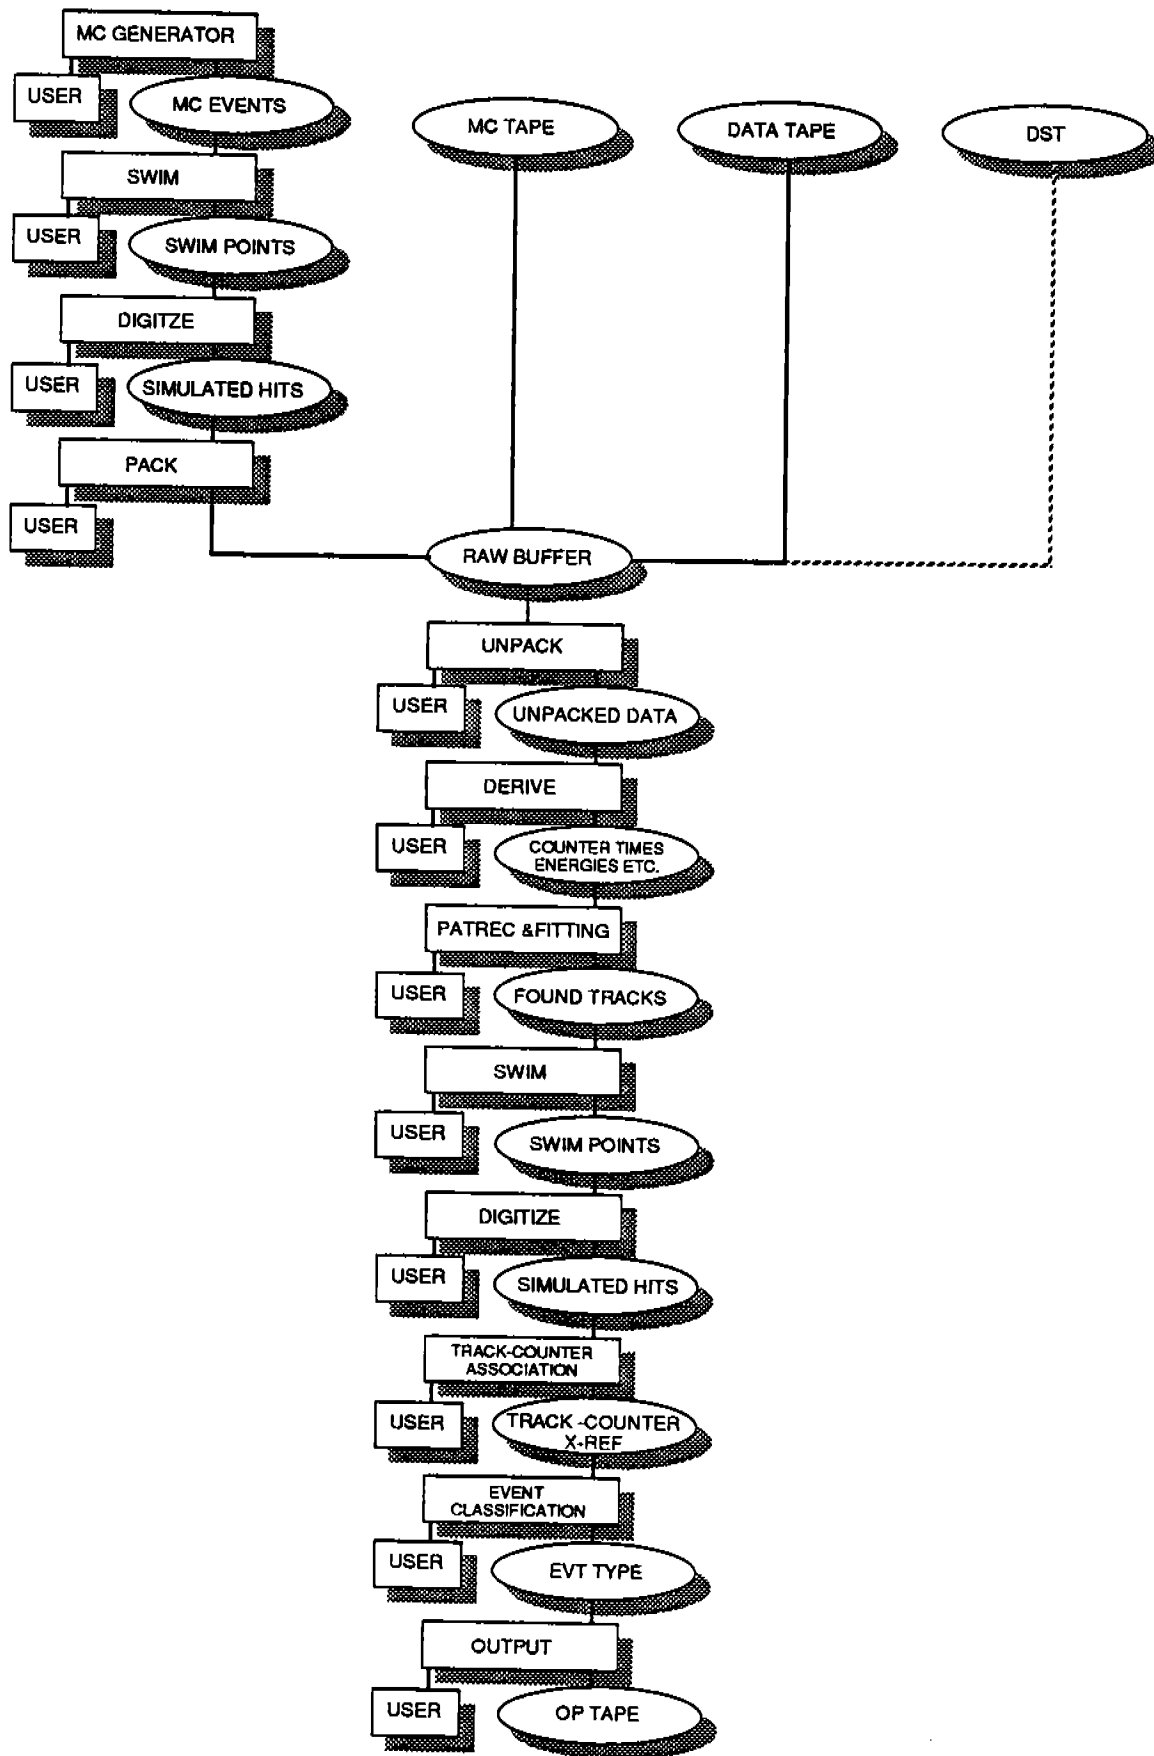 MC GENERATOR
USER
MC EVENTS
MC TAPE
DATA TAPE
DST
SWIM
USER
SWIM POINTS
DIGITZE
USER
SIMULATED HITS
PACK
USER
RAW BUFFER
UNPACK
USER
UNPACKED DATA
DERIVE
USER
COUNTER TIMES
ENERGIES ETC.
PATREC &FITTING
USER
FOUND TRACKS
SWIM
USER
SWIM POINTS
DIGITIZE
USER
SIMULATED HITS
TRACK-COUNTER
ASSOCIATION
USER
TRACK -COUNTER
X-REF
EVENT
CLASSIFICATION
USER
EVT TYPE
OUTPUT
USER
OP TAPE